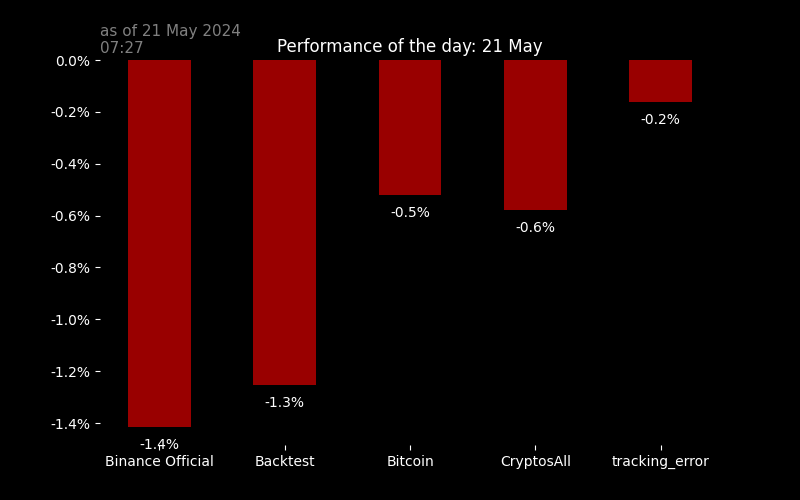 as of 21 May 2024
07:27
Performance of the day: 21 May
0.0%
-0.2%
-0.4%
-0.6%
-0.8%
-1.0%
-1.2%
-1.4%
-1.4%
-1.3%
-0.5%
-0.6%
-0.2%
Binance Official
Backtest
Bitcoin
CryptosAll
tracking_error